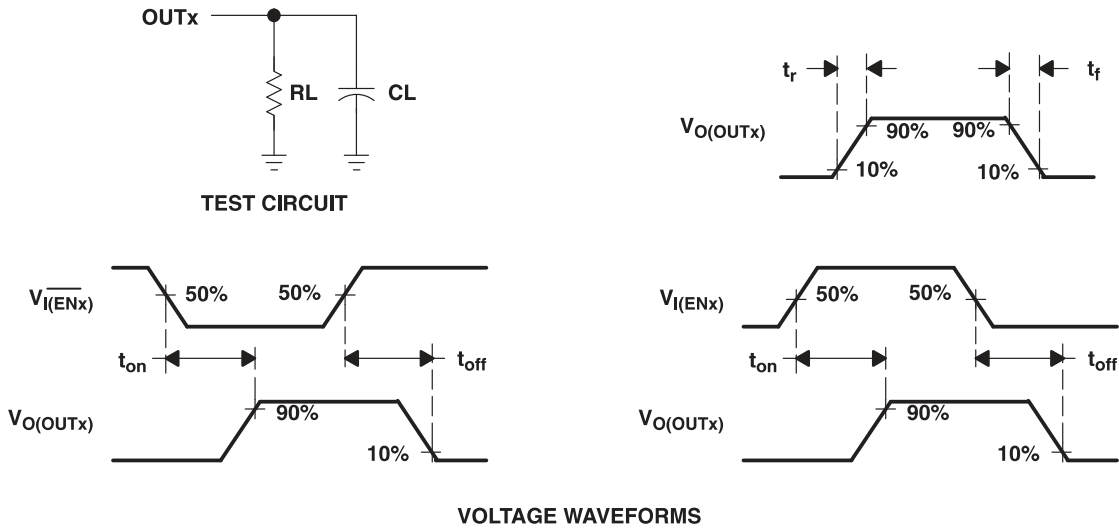 OUTx
RL
CL
TEST CIRCUIT
tr
tf
VO(OUTx)
90%
90%
10%
10%
VI(ENx)
50%
50%
ton
toff
VO(OUTx)
90%
10%
VI(ENx)
50%
50%
ton
toff
VO(OUTx)
90%
10%
VOLTAGE WAVEFORMS